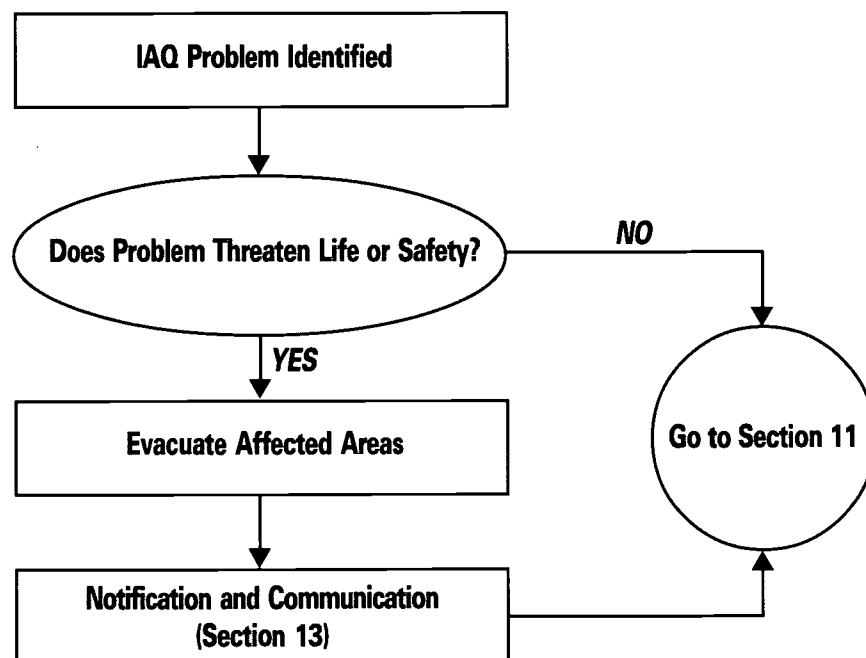 IAQ Problem Identified
Does Problem Threaten Life or Safety?
NO
YES
Evacuate Affected Areas
Go to Section 11
Notification and Communication
(Section 13)